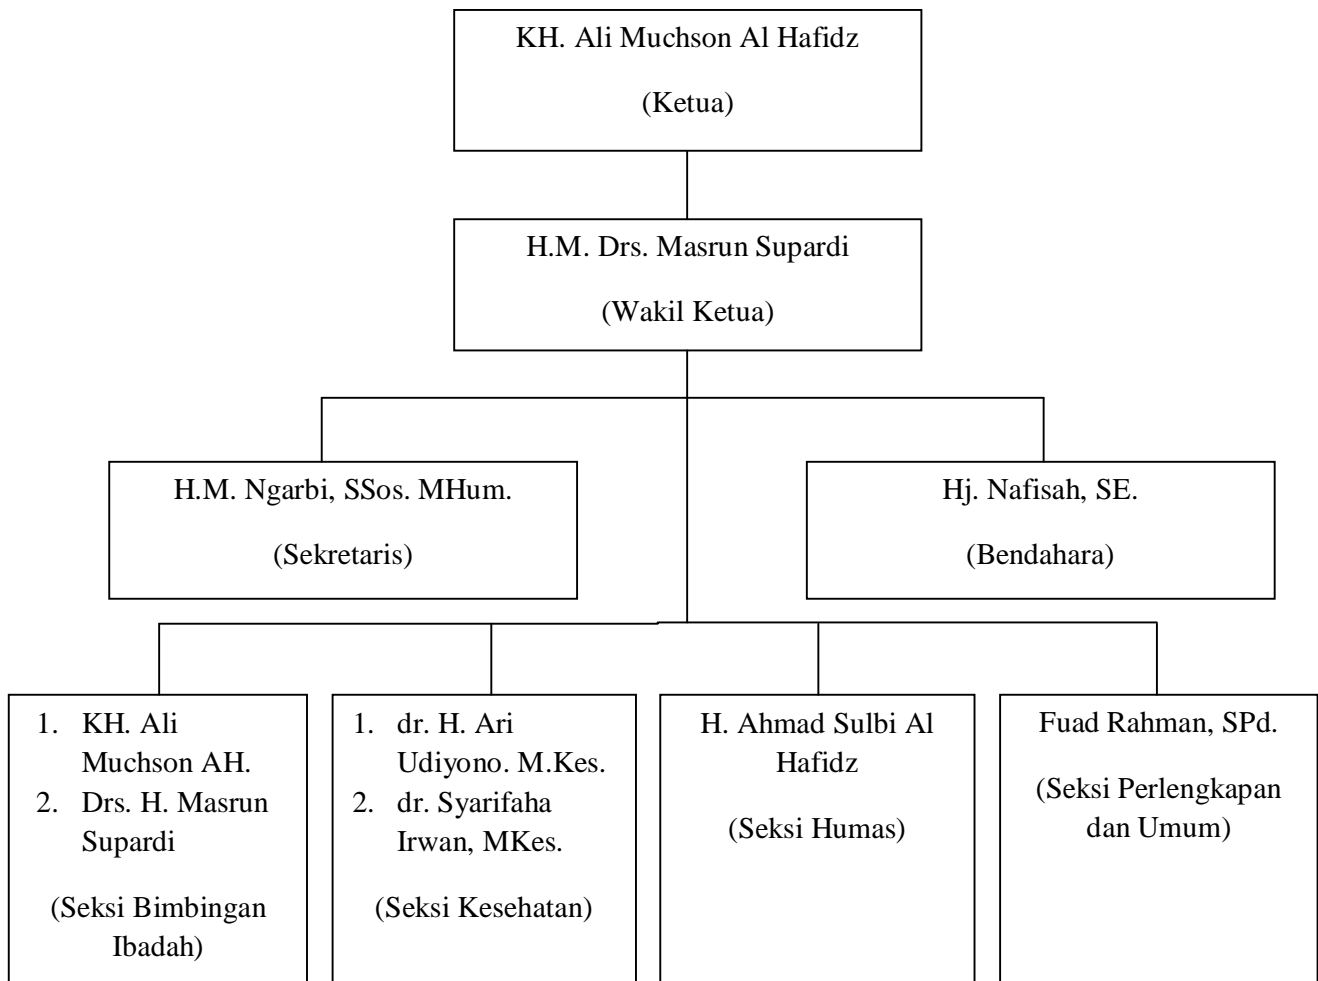 KH. Ali Muchson Al Hafidz
(Ketua)
H.M. Drs. Masrun Supardi
(Wakil Ketua)
H.M. Ngarbi, SSos. MHum.
(Sekretaris)
Hj. Nafisah, SE.
(Bendahara)
1. KH. Ali
Muchson AH.
2. Drs. H. Masrun
Supardi
(Seksi Bimbingan
Ibadah)
1. dr. H. Ari
Udiyono. M.Kes.
2. dr. Syarifaha
Irwan, MKes.
(Seksi Kesehatan)
H. Ahmad Sulbi Al
Hafidz
(Seksi Humas)
Fuad Rahman, SPd.
(Seksi Perlengkapan
dan Umum)